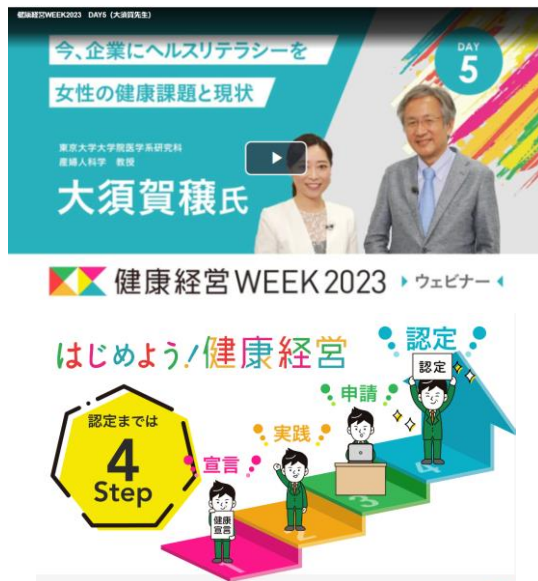 健康経営WEEK2023 DAY5（大須賀先生）
今、企業にヘルスリテラシーを
女性の健康課題と現状
DAY
5
東京大学大学院医学系研究科
産婦人科学 教授
大須賀穣氏
健康経営WEEK 2023 ウェビナー
はじめよう!健康経営
認定までは
4
Step
宣言
健康
宣言
1
実践
2
申請
3
認定
認定
4